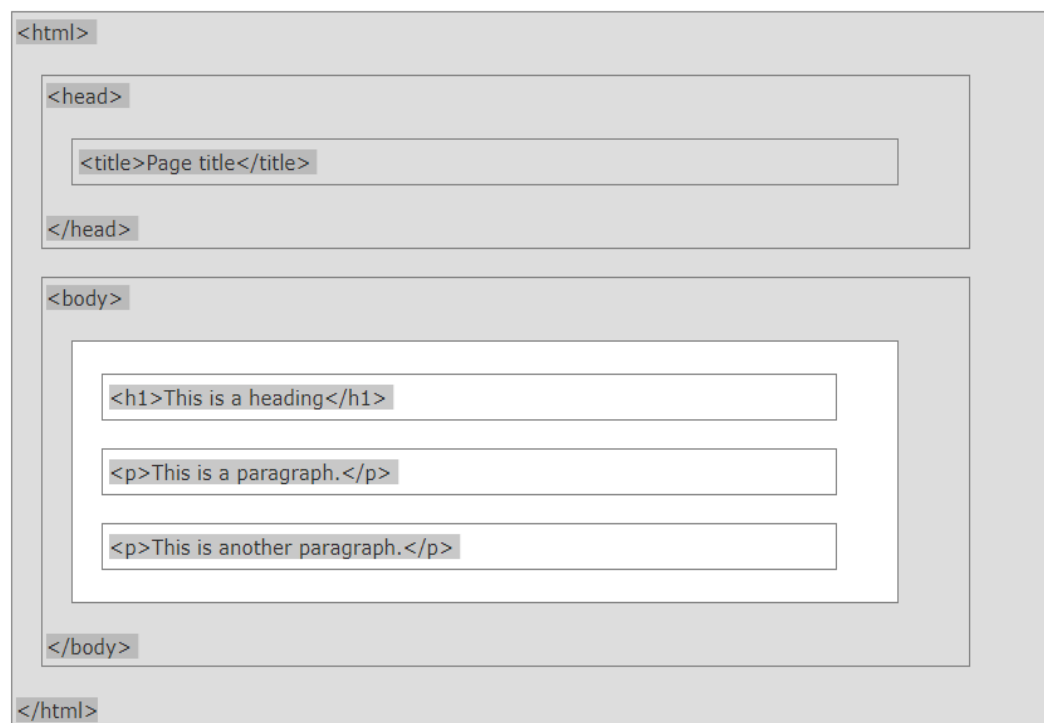 <html>
<head>
<title>Page title</title>
</head>
<body>
<h1>This is a heading</h1>
<p>This is a paragraph.</p>
<p>This is another paragraph.</p>
</body>
</html>